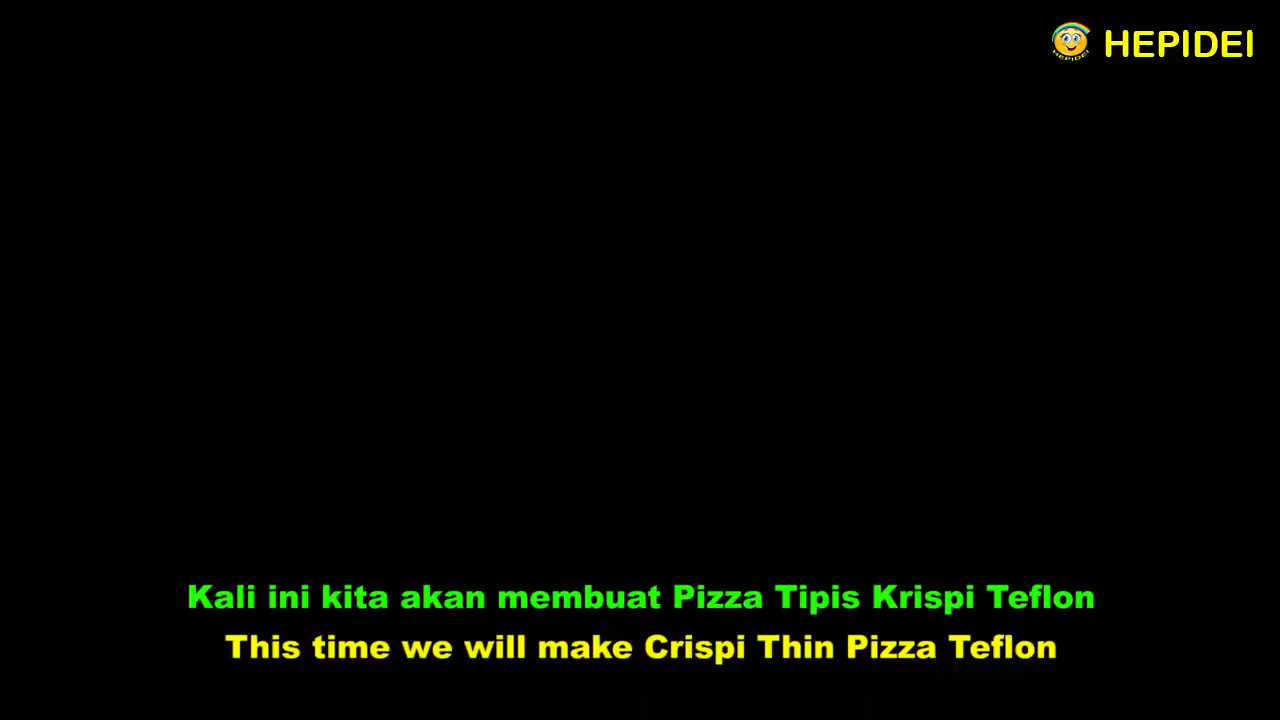 HEPIDEI
HEPIDEI
Kali ini kita akan membuat Pizza Tipis Krispi Teflon
This time we will make Crispi Thin Pizza Teflon